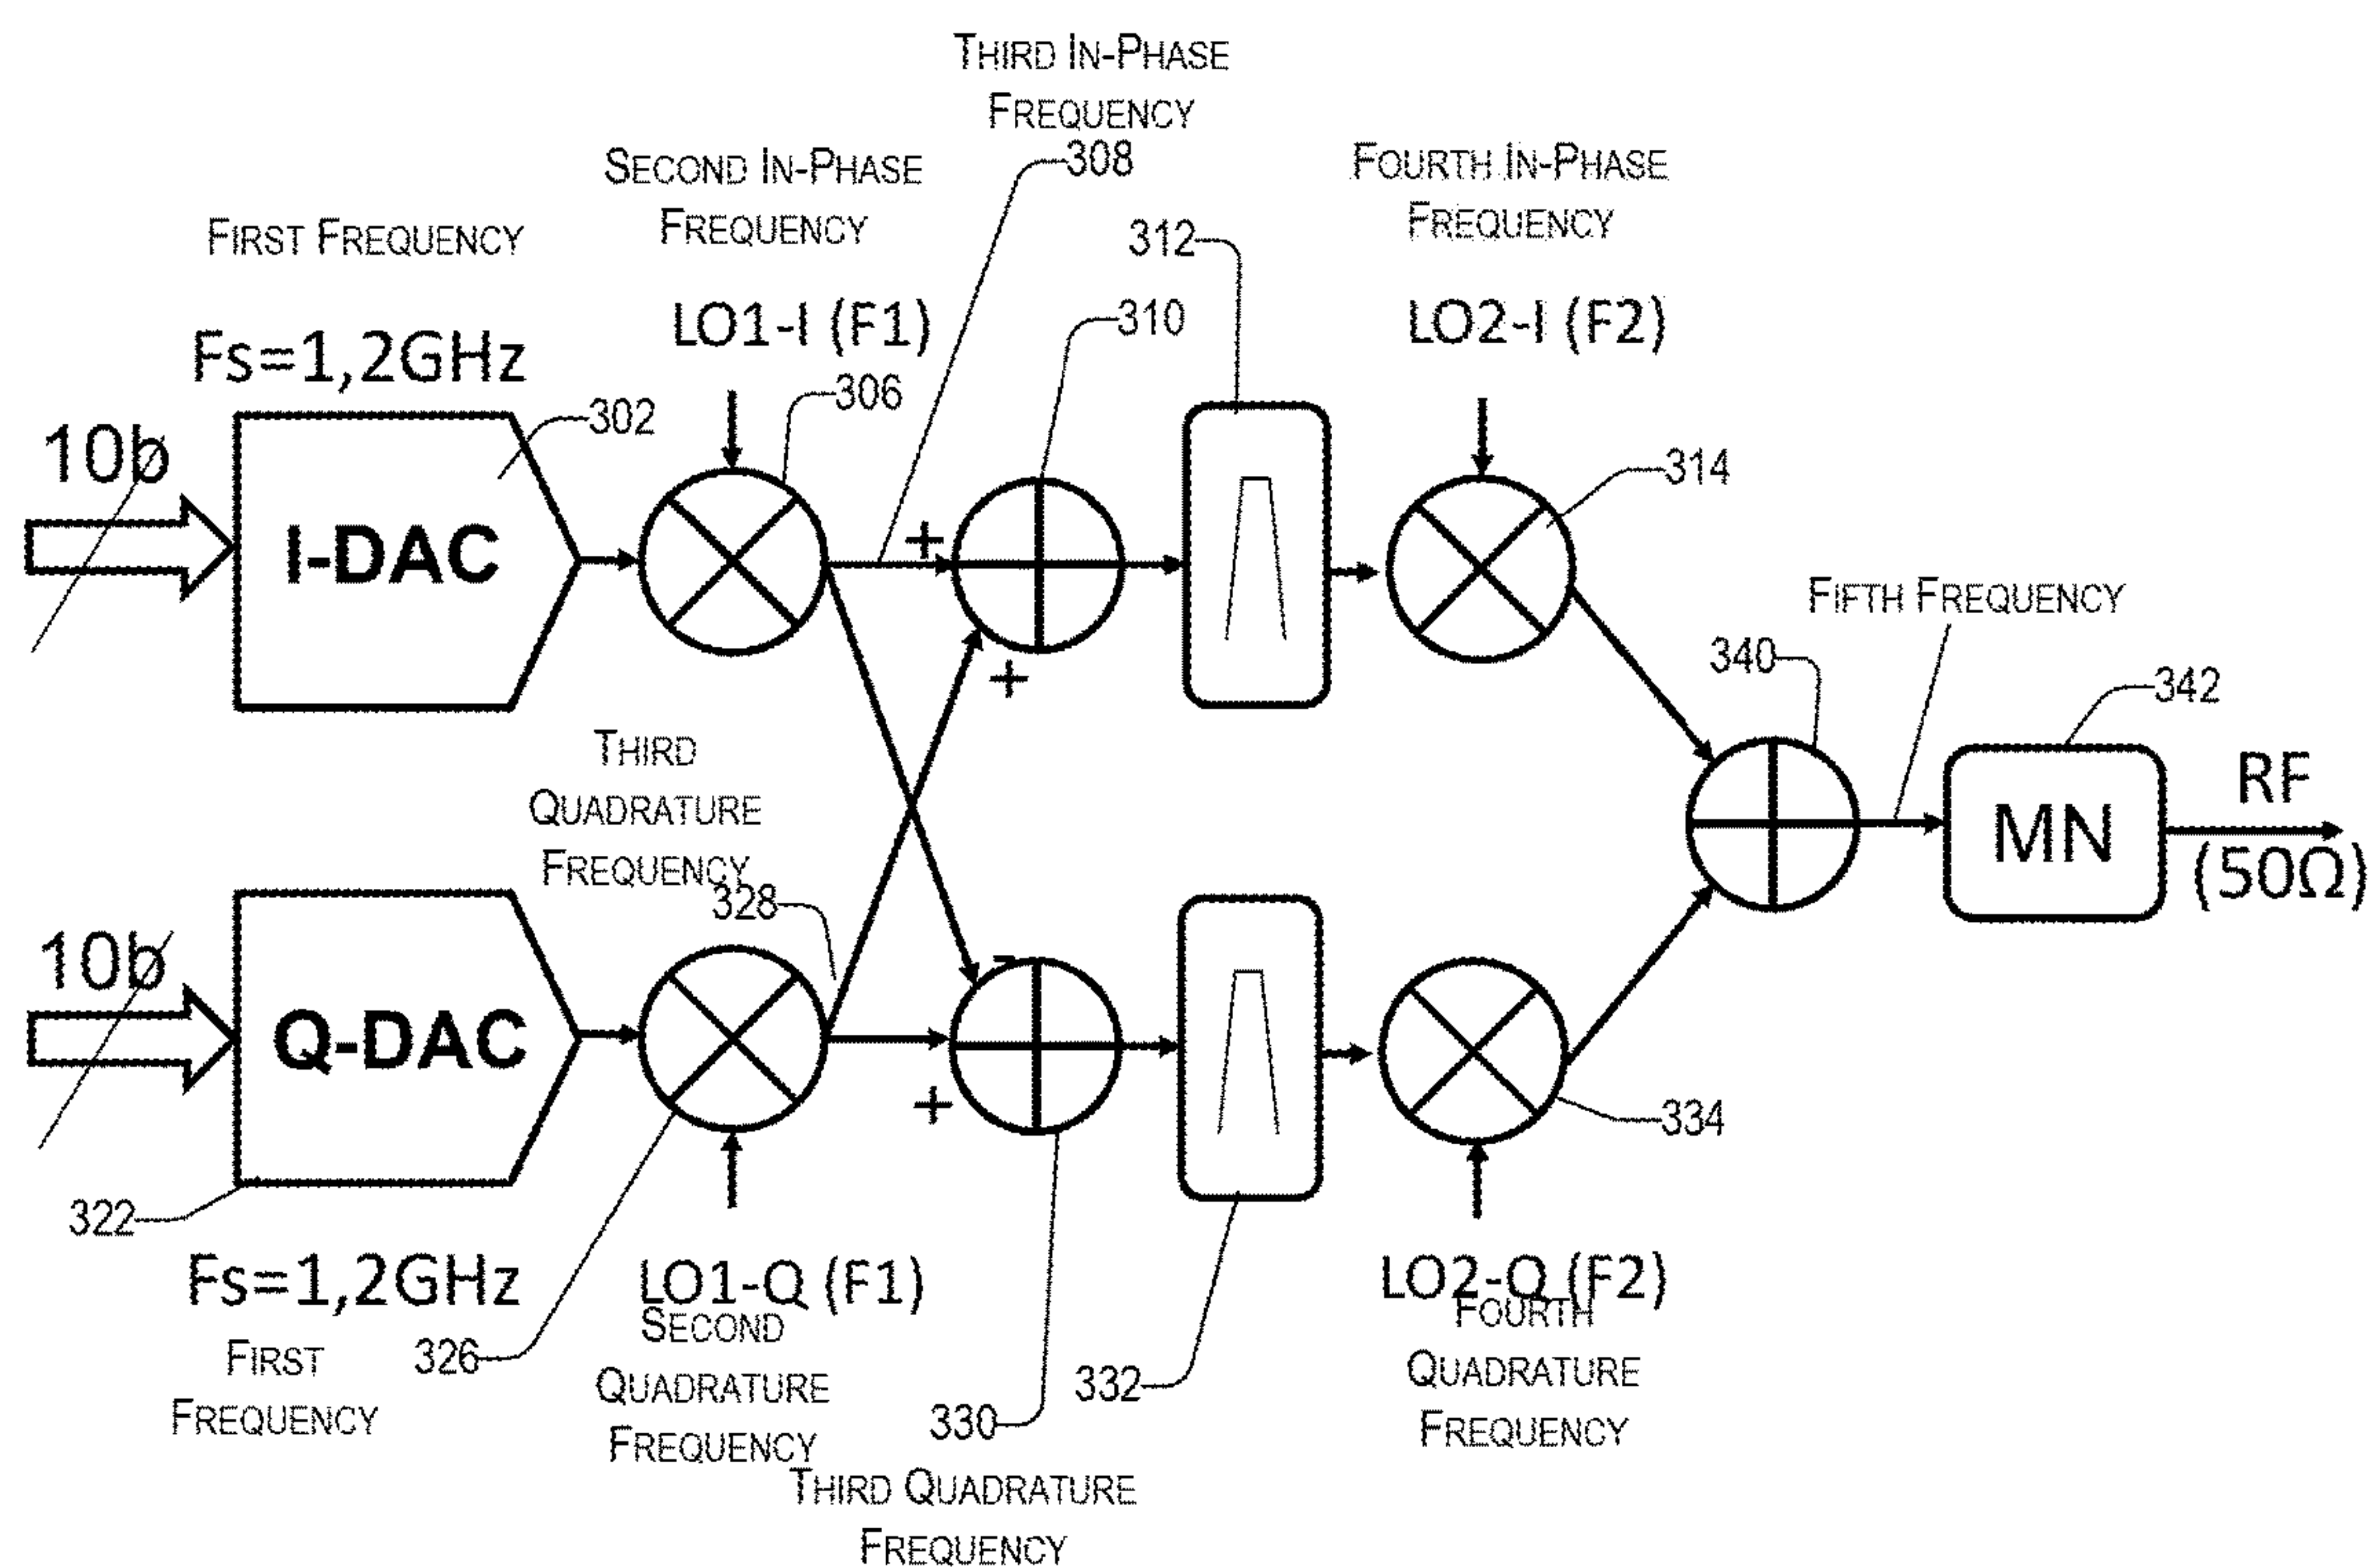 THIRD IN-PHASE
FREQUENCY
308
SECOND IN-PHASE
FREQUENCY
FOURTH IN-PHASE
FREQUENCY
FIRST FREQUENCY
312
LO1-I (F1)
310
LO2-I (F2)
Fs=1,2GHz
306
302
10b
314
I-DAC
+
+
FIFTH FREQUENCY
340
342
THIRD
QUADRATURE
FREQUENCY
328
RF
MN
(50Ω)
10b
-
Q-DAC
+
334
322
Fs=1,2GHz
LO1-Q (F1)
LO2-Q (F2)
FIRST
FREQUENCY
326
SECOND
QUADRATURE
FREQUENCY
330
332
FOURTH
QUADRATURE
FREQUENCY
THIRD QUADRATURE
FREQUENCY